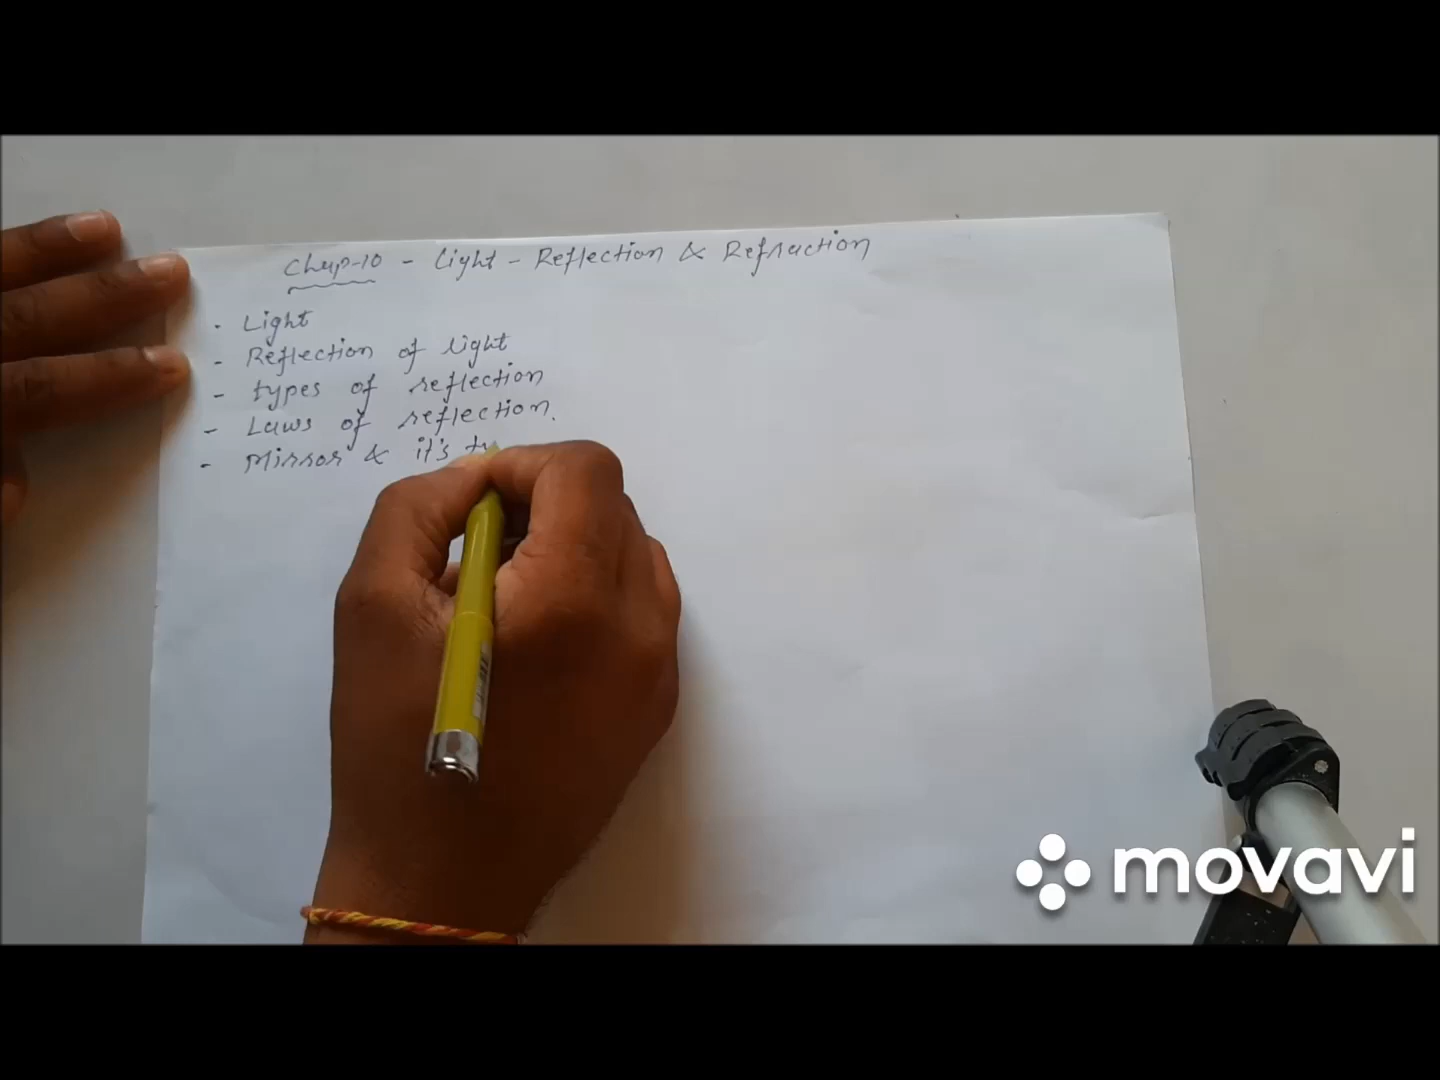 Chap-10 - Light - Reflection & Refraction
. Light
- Reflection of light
- types of reflection
- Laws of reflection.
- Mirror & it's
movavi